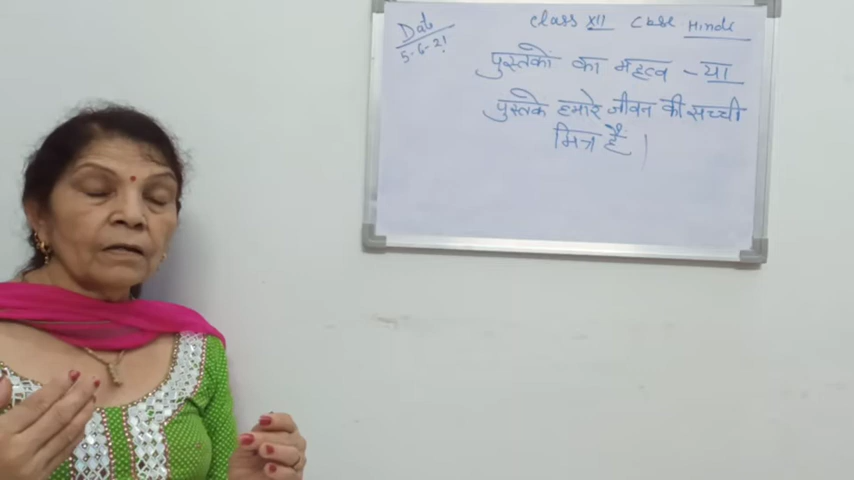 Date
5-6-21
Class XII CBSE Hindi
पुस्तकों का महत्व - या
पुस्तकें हमारे जीवन की सच्ची
मित्र हैं।